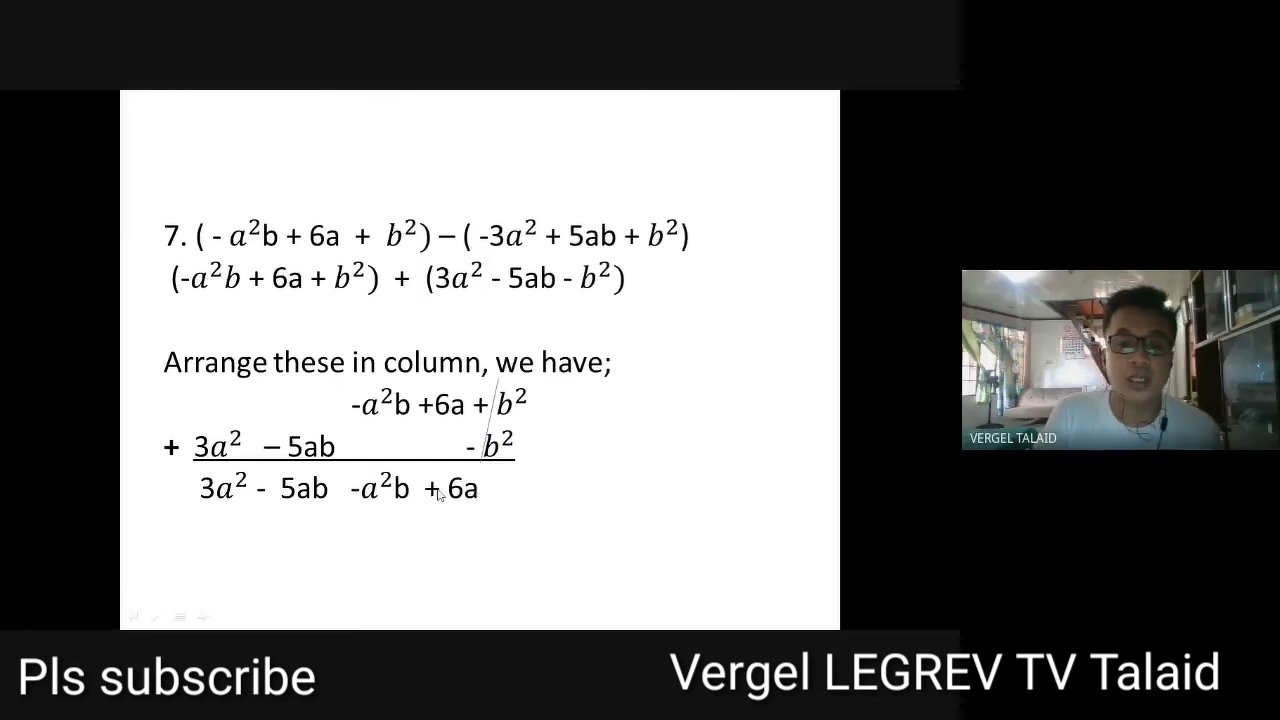 7. ( - 𝑎²b + 6a + 𝑏²) – ( -3𝑎² + 5ab + 𝑏²)
(-𝑎²𝑏 + 6a + 𝑏²) + (3𝑎² - 5ab - 𝑏²)
Arrange these in column, we have;
-𝑎²b +6a + 𝑏²
+ 3𝑎² – 5ab - 𝑏²
3𝑎² - 5ab -𝑎²b + 6a
VERGEL TALAID
Pls subscribe
Vergel LEGREV TV Talaid